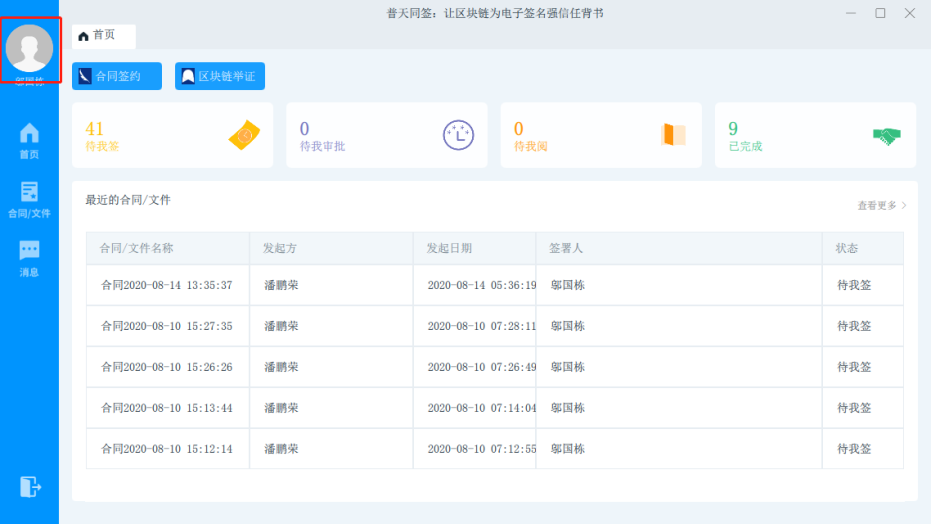 普天同签：让区块链为电子签名强信任背书
首页
邬国栋
首页
合同/文件
消息
合同签约
区块链举证
41
待我签
0
待我审批
0
待我阅
9
已完成
最近的合同/文件
查看更多
合同/文件名称 发起方 发起日期 签署人 状态
合同2020-08-14 13:35:37 潘鹏荣 2020-08-14 05:36:19 邬国栋 待我签
合同2020-08-10 15:27:35 潘鹏荣 2020-08-10 07:28:11 邬国栋 待我签
合同2020-08-10 15:26:26 潘鹏荣 2020-08-10 07:26:49 邬国栋 待我签
合同2020-08-10 15:13:44 潘鹏荣 2020-08-10 07:14:04 邬国栋 待我签
合同2020-08-10 15:12:14 潘鹏荣 2020-08-10 07:12:55 邬国栋 待我签